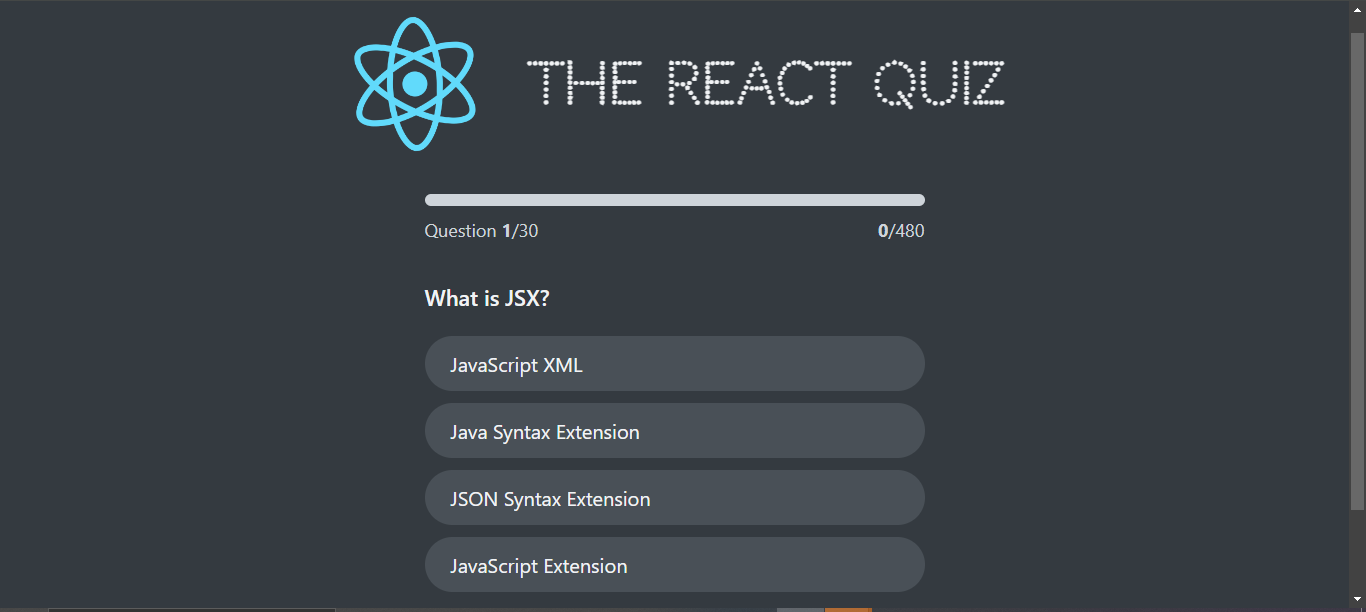 THE REACT QUIZ
Question 1/30 0/480
What is JSX?
JavaScript XML
Java Syntax Extension
JSON Syntax Extension
JavaScript Extension